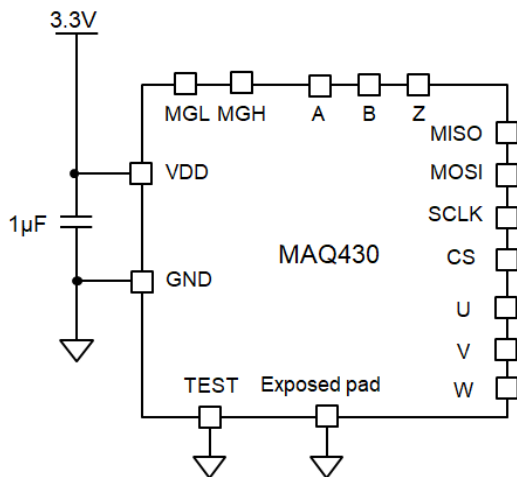 3.3V
MGL MGH A B Z
MISO
VDD
MOSI
1µF
SCLK
MAQ430
CS
GND
U
V
TEST Exposed pad
W